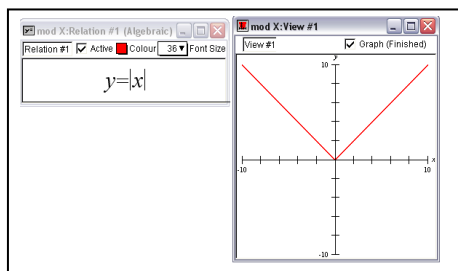 mod X:Relation #1 (Algebraic)
Relation #1 Active Colour 36 Font Size
y=|x|
mod X:View #1
View #1 Graph (Finished)
y
10
-10 x 10
-10